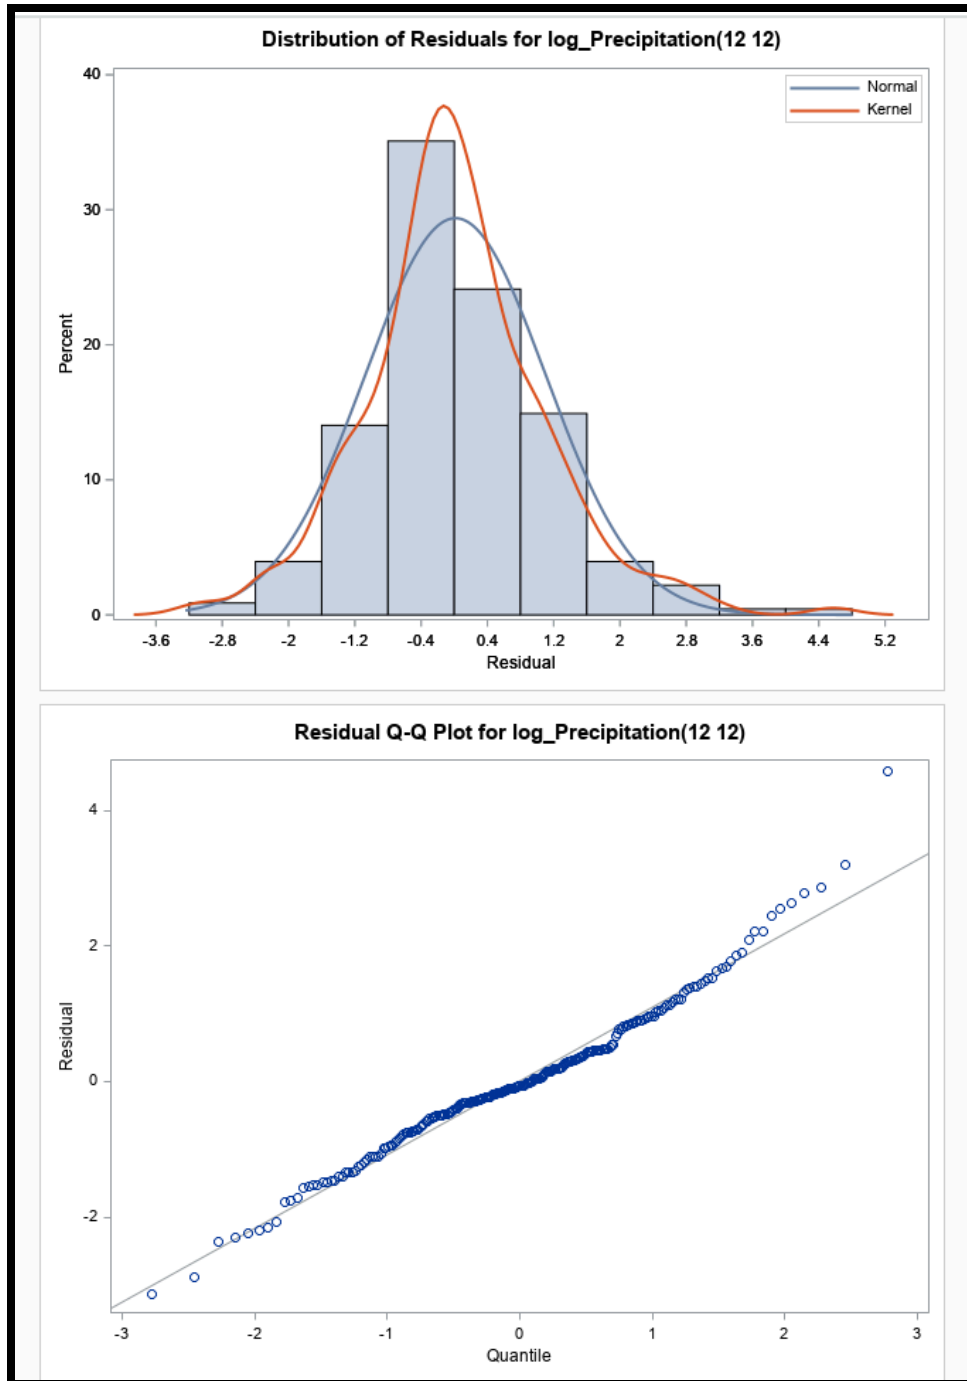 Distribution of Residuals for log_Precipitation(12 12)
40
30
20
10
0
Percent
Normal
Kernel
-3.6 -2.8 -2 -1.2 -0.4 0.4 1.2 2 2.8 3.6 4.4 5.2
Residual
Residual Q-Q Plot for log_Precipitation(12 12)
4
2
0
-2
Residual
-3 -2 -1 0 1 2 3
Quantile